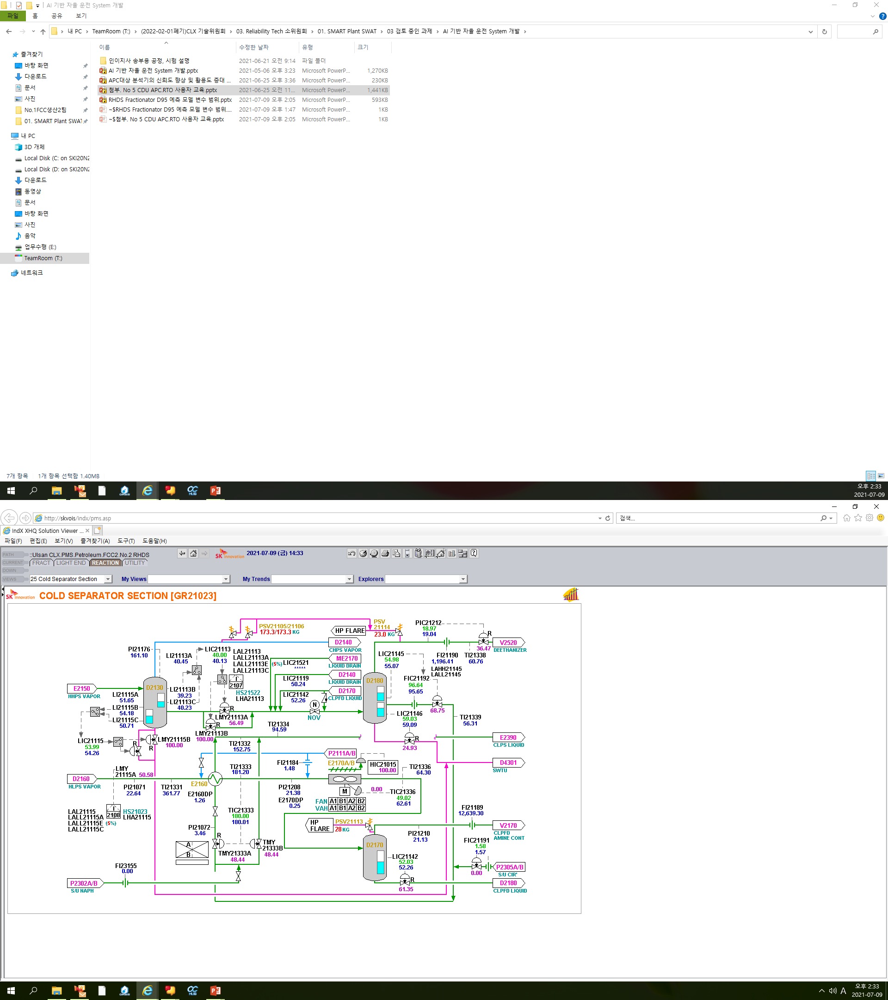 AI 기반 자율 운전 System 개발
파일 홈 공유 보기
내 PC › TeamRoom (T:) › (2022-02-01폐기)CLX 기술위원회 › 03. Reliability Tech 소위원회 › 01. SMART Plant SWAT › 03 검토 중인 과제 › AI 기반 자율 운전 System 개발 ›
이름 수정한 날짜 유형 크기
인이지사 송부용 공정, 시험 설명 2021-06-21 오전 9:14 파일 폴더
AI 기반 자율 운전 System 개발.pptx 2021-05-06 오후 3:23 Microsoft PowerP... 1,270KB
APC대상 분석기의 신뢰도 향상 및 활용도 증대 ... 2021-06-25 오후 3:36 Microsoft PowerP... 230KB
첨부. No 5 CDU APC.RTO 사용자 교육.pptx 2021-06-25 오전 11... Microsoft PowerP... 1,441KB
RHDS Fractionator D95 예측 모델 변수 범위.pptx 2021-07-09 오후 2:05 Microsoft PowerP... 593KB
~$RHDS Fractionator D95 예측 모델 변수 범위.... 2021-07-09 오후 1:47 Microsoft PowerP... 1KB
~$첨부. No 5 CDU APC.RTO 사용자 교육.pptx 2021-07-09 오후 2:05 Microsoft PowerP... 1KB
즐겨찾기
바탕 화면
다운로드
문서
사진
No.1FCC생산2팀
01. SMART Plant SWAT
내 PC
3D 개체
Local Disk (C: on SKI20N2
Local Disk (D: on SKI20N2
다운로드
동영상
문서
바탕 화면
사진
음악
업무수행 (E:)
TeamRoom (T:)
네트워크
7개 항목 1개 항목 선택함 1.40MB
오후 2:33
2021-07-09
http://skvois/indx/pms.asp 검색...
IndX XHQ Solution Viewer ...
파일(F) 편집(E) 보기(V) 즐겨찾기(A) 도구(T) 도움말(H)
PATH ::Ulsan CLX.PMS.Petroleum.FCC2.No.2 RHDS SK innovation 2021-07-09 (금) 14:33
CURRENT FRACT LIGHT END REACTION UTILITY
DOWN
VIEWS 25 Cold Separator Section My Views My Trends Explorers
SK innovation COLD SEPARATOR SECTION [GR21023]
PSV21105/21106
173.3/173.3 KG
HP FLARE
PSV
21114
23.0 KG
PIC21212
18.97
19.04
R
36.47
V2520
DEETHANIZER
D2140
CHPS VAPOR
PI21176
161.10
LI21113A
40.45
LIC21113
40.00
40.13
LAL21113
LALL21113A
LALL21113E (5%)
LALL21113C
LIC21521
*****
ME2170
LIQUID DRAIN
LIC21145
54.98
55.07
FI21190
1,196.41
TI21338
60.76
LAHH21145
LALL21145
LIC21119
50.24
D2140
LIQUID DRAIN
D2180
FIC21192
96.64
95.65
E2150
HHPS VAPOR
D2130
LI21113B
39.23
LI21113C
40.23
I
2107
HS21522
LHA21113
LIC21142
52.26
D2170
CLPFD LIQUID
68.75
LI21115A
51.65
LI21115B
54.18
LI21115C
50.71
R
LMY21113A
56.49
R
LMY21113B
100.00
N
NOV
LIC21146
59.03
59.09
TI21339
56.31
TI21334
94.59
LIC21115
53.99
54.26
R
R
LMY21115B
100.00
TI21332
152.75
R
24.93
E2390
CLPS LIQUID
P2111A/B
D4301
SWTU
LMY
21115A 50.58
TI21333
181.20
FI21184
1.48
E2170A/B
HIC21015
100.00
TI21336
64.30
D2160
HLPS VAPOR
PI21071
22.64
TI21331
361.77
E2160
E2160DP
1.26
PI21208
21.38
E2170DP
0.25
M
0.00
TIC21336
49.02
62.61
FAN A1 B1 A2 B2
VAH A1 B1 A2 B2
I
2108
HS21023
LHA21115
LAL21115
LALL21115A
LALL21115E (5%)
LALL21115C
TIC21333
180.00
180.01
PI21072
3.46
HP
FLARE
PSV21113
28 KG
FI21189
12,639.30
V2170
CLPFD
AMINE CONT
PI21210
21.13
A
B
R
TMY21333A
48.44
TMY
21333B
48.44
D2170
FIC21191
1.58
1.57
0.00
P2305A/B
S/U CIR'
LIC21142
52.03
52.26
R
61.35
D2180
CLPFD LIQUID
FI23155
0.00
P2302A/B
S/U NAPH
A 오후 2:33
2021-07-09